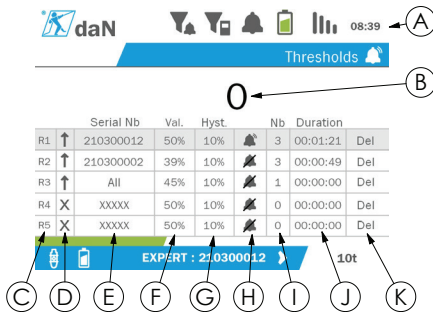 daN 08:39 A
Thresholds
0 B
Serial Nb Val. Hyst. Nb Duration
R1 ↑ 210300012 50% 10% 3 00:01:21 Del
R2 ↑ 210300002 39% 10% 3 00:00:49 Del
R3 ↑ All 45% 10% 1 00:00:00 Del
R4 X XXXXX 50% 10% 0 00:00:00 Del
R5 X XXXXX 50% 10% 0 00:00:00 Del
EXPERT : 210300012 10t
C D E F G H I J K